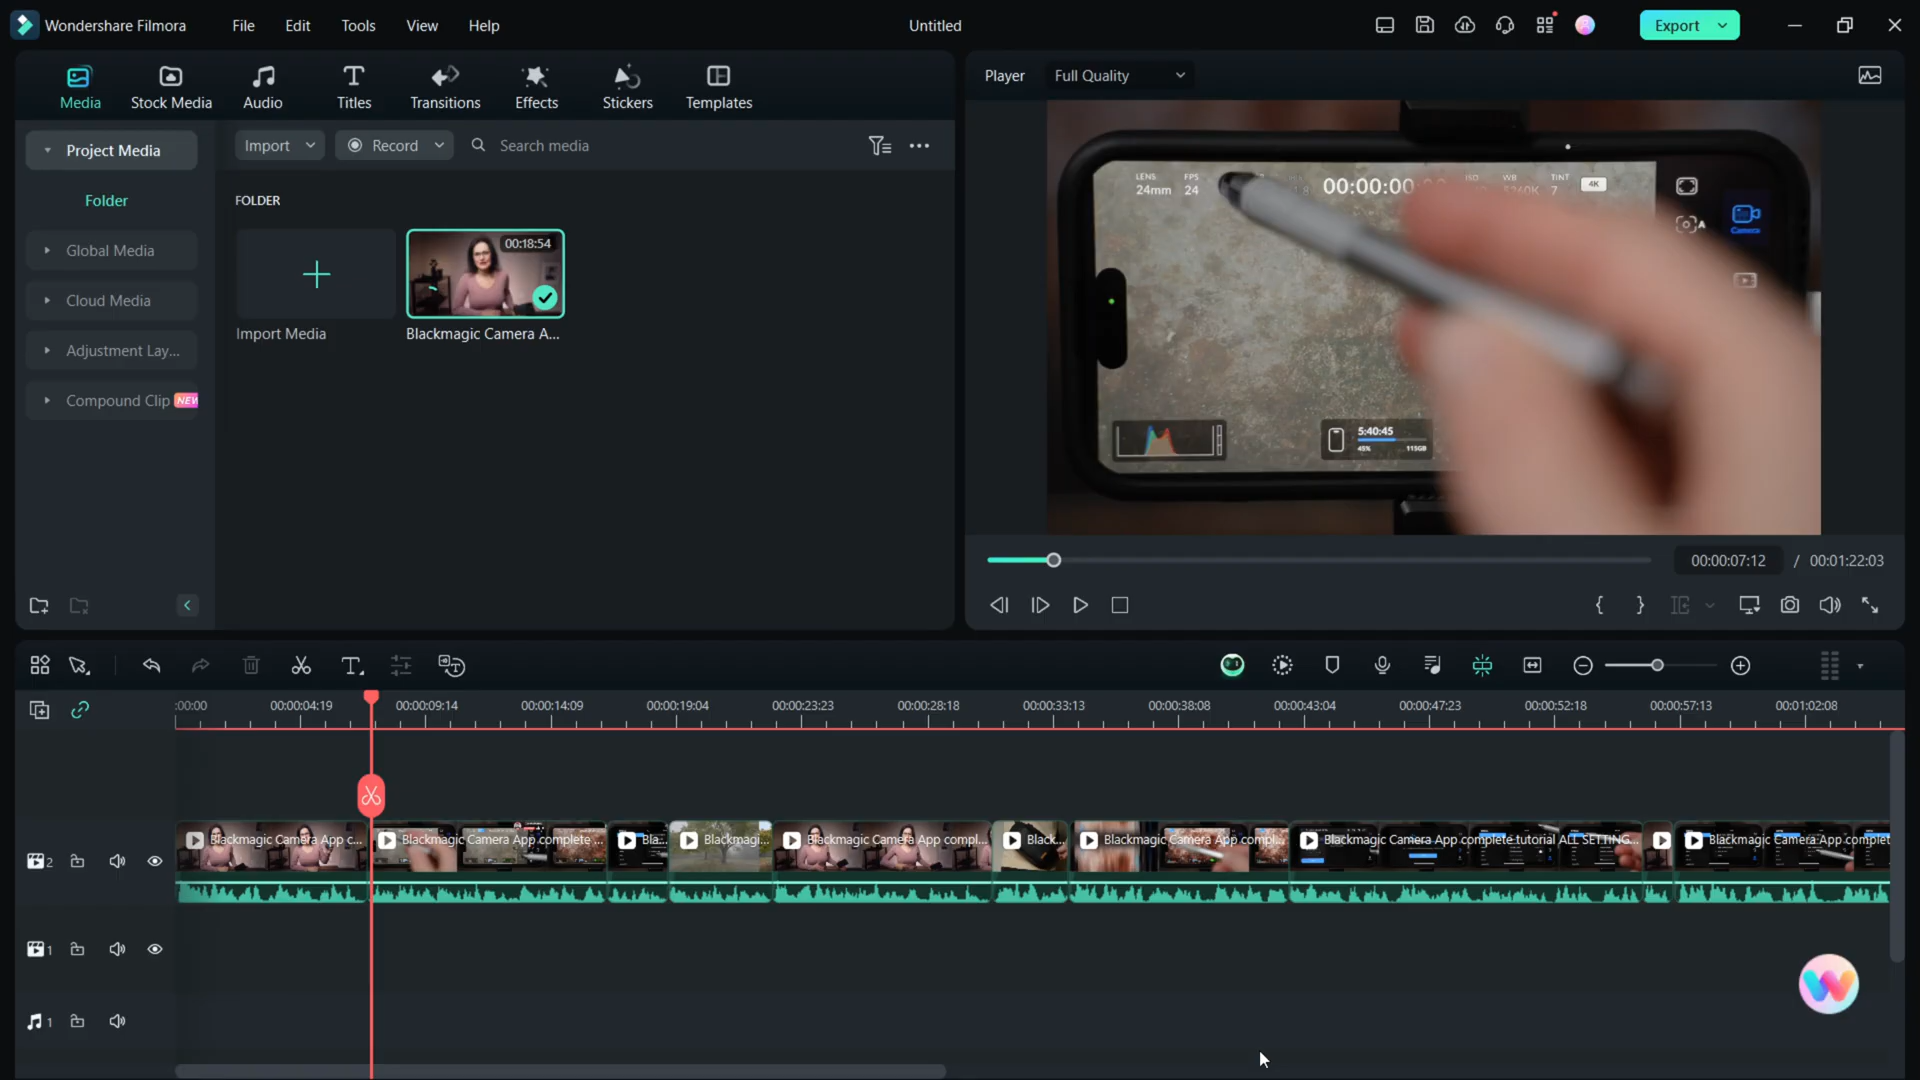 Wondershare Filmora
File
Edit
Tools
View
Help
Untitled
Export
Media
Stock Media
Audio
Titles
Transitions
Effects
Stickers
Templates
Player
Full Quality
Project Media
Folder
Global Media
Cloud Media
Adjustment Lay...
Compound Clip NEW
Import
Record
Search media
FOLDER
00:18:54
Import Media
Blackmagic Camera A...
LENS
24mm
FPS
24
00:00:00
WB
TINT
7
4K
Camera
5:40:45
45%
115GB
00:00:07:12 / 00:01:22:03
:00:00
00:00:04:19
00:00:09:14
00:00:14:09
00:00:19:04
00:00:23:23
00:00:28:18
00:00:33:13
00:00:38:08
00:00:43:04
00:00:47:23
00:00:52:18
00:00:57:13
00:01:02:08
Blackmagic Camera App c...
Blackmagic Camera App complete ...
Bla...
Blackmagi...
Blackmagic Camera App compl...
Black...
Blackmagic Camera App compl...
Blackmagic Camera App complete tutorial ALL SETTING...
Blackmagic Camera App complet
2
1
1